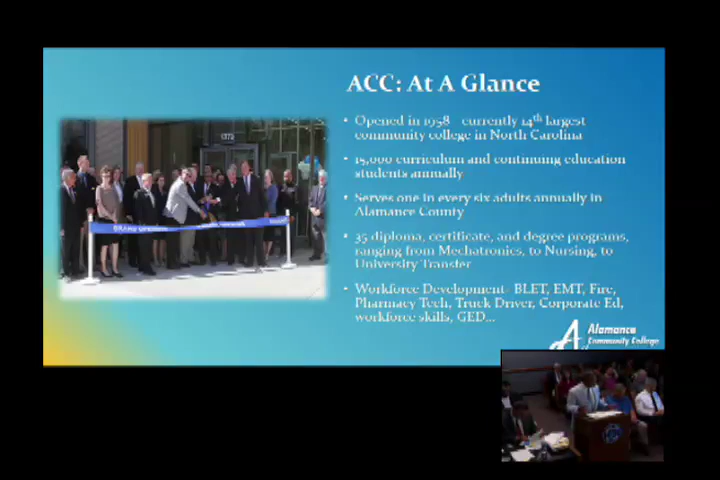 ACC: At A Glance
• Opened in 1958 currently 14th largest
community college in North Carolina
• 15,000 curriculum and continuing education
students annually
• Serves one in every six adults annually in
Alamance County
• 35 diploma, certificate, and degree programs,
ranging from Mechatronics, to Nursing, to
University Transfer
• Workforce Development- BLET, EMT, Fire,
Pharmacy Tech, Truck Driver, Corporate Ed,
workforce skills, GED...
Alamance
Community College